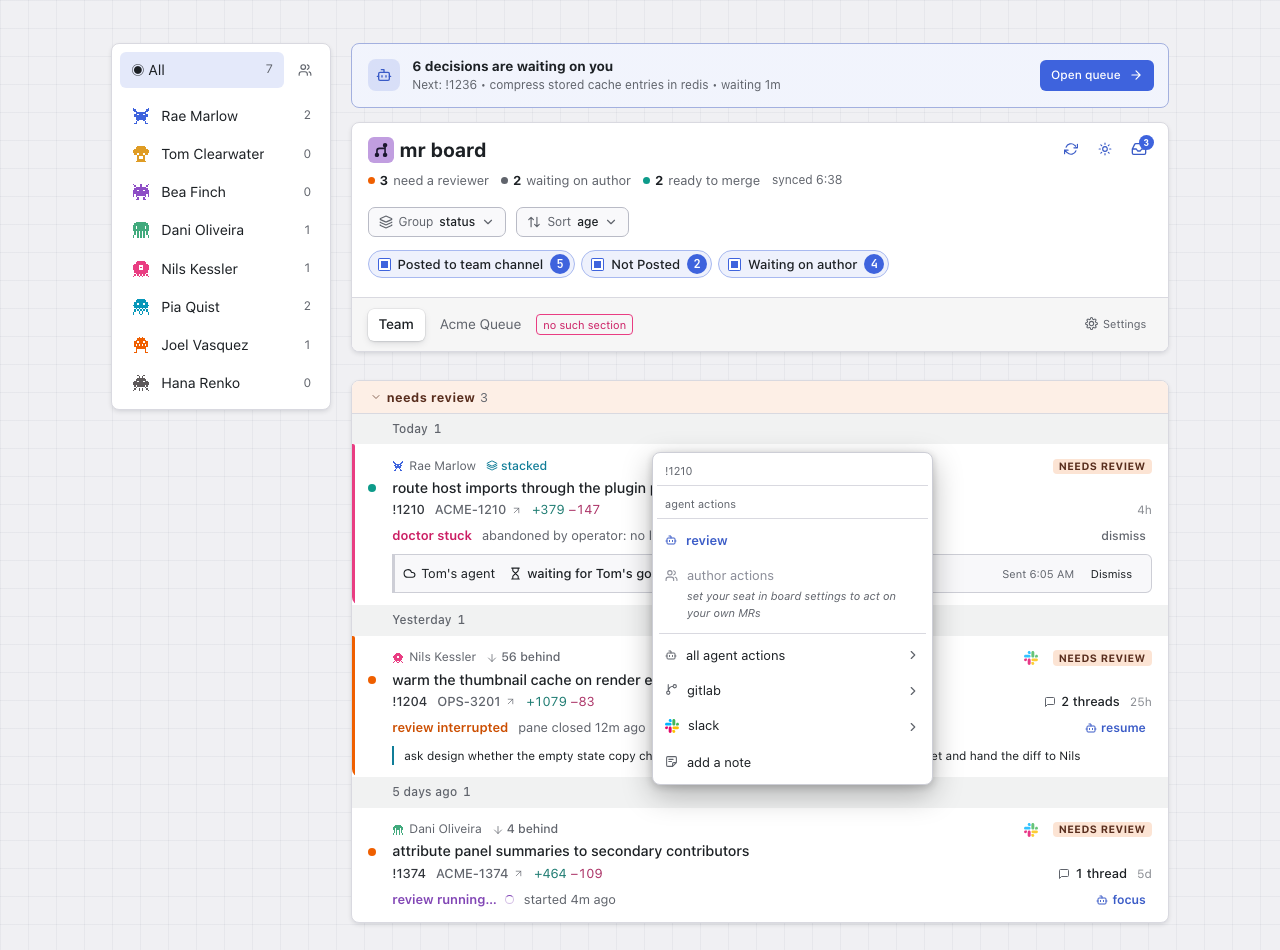 All 7
Rae Marlow 2
Tom Clearwater 0
Bea Finch 0
Dani Oliveira 1
Nils Kessler 1
Pia Quist 2
Joel Vasquez 1
Hana Renko 0
6 decisions are waiting on you
Next: !1236 • compress stored cache entries in redis • waiting 1m
Open queue
mr board
3
3 need a reviewer 2 waiting on author 2 ready to merge synced 6:38
Group status Sort age
Posted to team channel 5 Not Posted 2 Waiting on author 4
Team Acme Queue no such section Settings
needs review 3
Today 1
Rae Marlow stacked NEEDS REVIEW
route host imports through the plugin
!1210 ACME-1210 +379 −147 4h
doctor stuck abandoned by operator: no dismiss
Tom's agent waiting for Tom's go Sent 6:05 AM Dismiss
Yesterday 1
Nils Kessler 56 behind NEEDS REVIEW
warm the thumbnail cache on render
!1204 OPS-3201 +1079 −83 2 threads 25h
review interrupted pane closed 12m ago resume
ask design whether the empty state copy and hand the diff to Nils
5 days ago 1
Dani Oliveira 4 behind NEEDS REVIEW
attribute panel summaries to secondary contributors
!1374 ACME-1374 +464 −109 1 thread 5d
review running... started 4m ago focus
!1210
agent actions
review
author actions
set your seat in board settings to act on
your own MRs
all agent actions
gitlab
slack
add a note